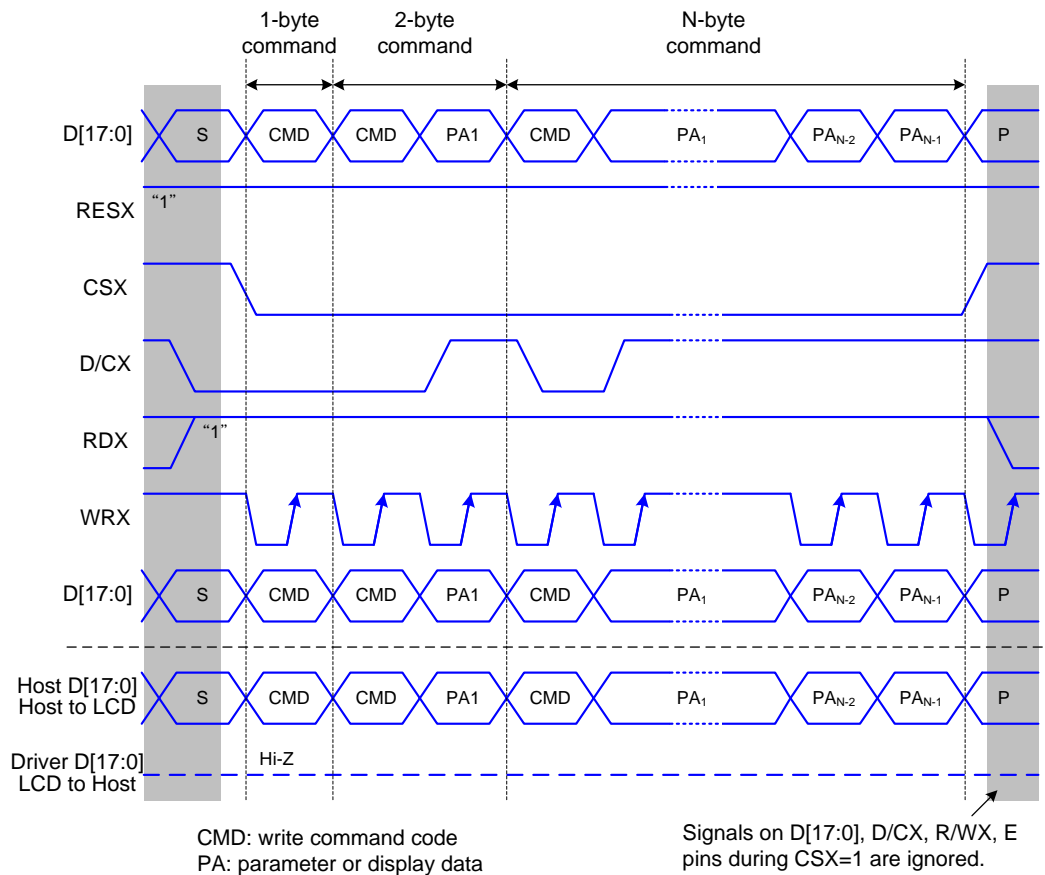 1-byte
command
2-byte
command
N-byte
command
D[17:0] S CMD CMD PA1 CMD PA1 PAN-2 PAN-1 P
"1"
RESX
CSX
D/CX
RDX "1"
WRX
D[17:0] S CMD CMD PA1 CMD PA1 PAN-2 PAN-1 P
Host D[17:0]
Host to LCD
S CMD CMD PA1 CMD PA1 PAN-2 PAN-1 P
Driver D[17:0]
LCD to Host
Hi-Z
CMD: write command code
PA: parameter or display data
Signals on D[17:0], D/CX, R/WX, E
pins during CSX=1 are ignored.